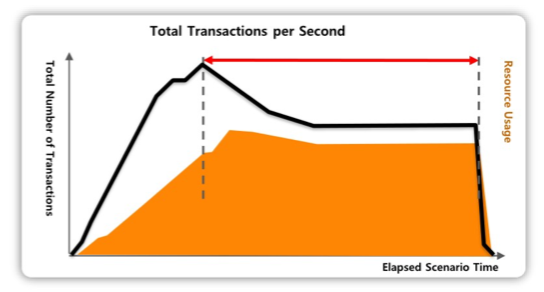 Total Transactions per Second
Total Number of Transactions
Resource Usage
Elapsed Scenario Time